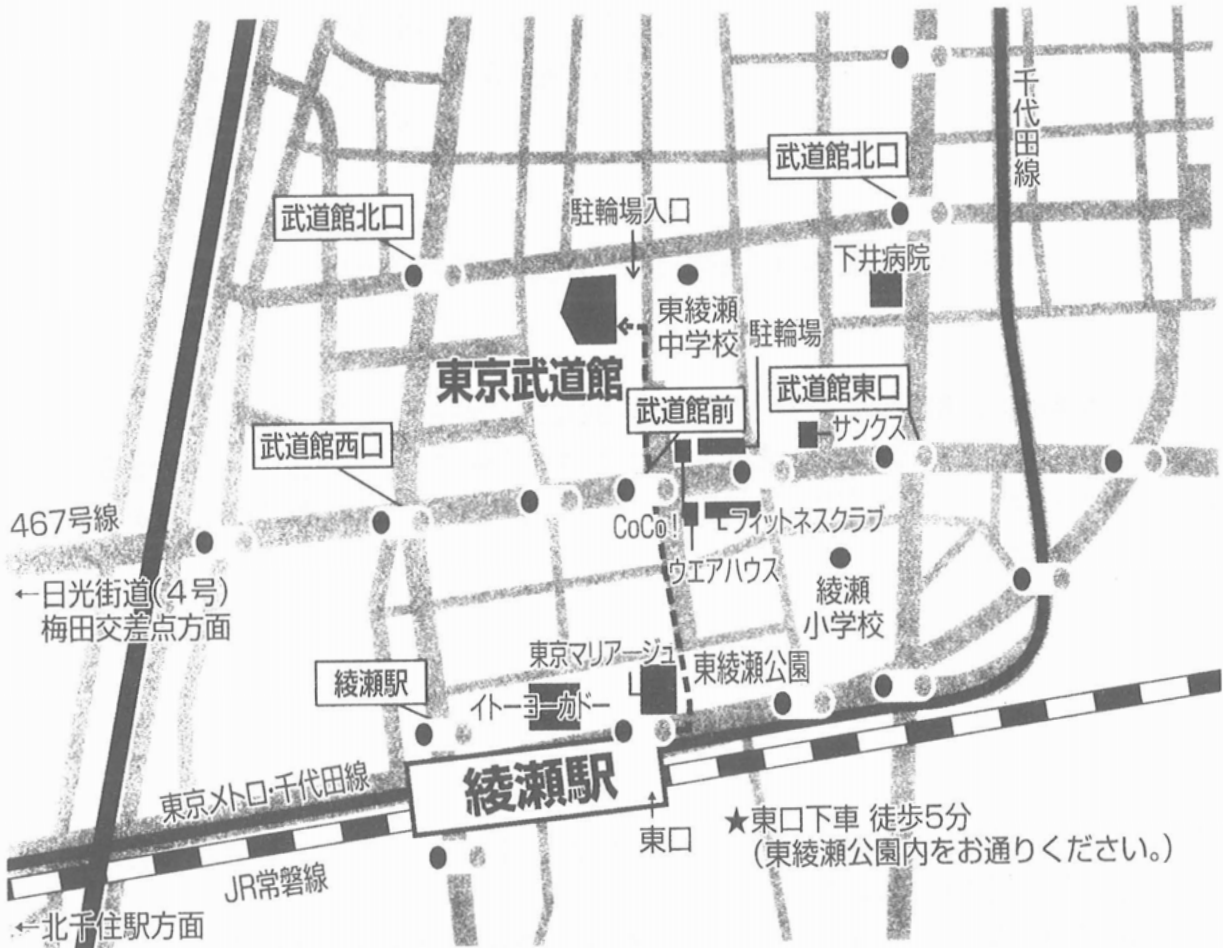 千代田線
武道館北口
武道館北口
駐輪場入口
下井病院
東綾瀬
中学校
駐輪場
東京武道館
武道館前
武道館東口
サンクス
武道館西口
467号線
CoCo!
フィットネスクラブ
ウエアハウス
←日光街道(4号)
梅田交差点方面
綾瀬
小学校
東京マリアージュ
東綾瀬公園
綾瀬駅
イトーヨーカドー
綾瀬駅
東京メトロ・千代田線
東口
★東口下車 徒歩5分
(東綾瀬公園内をお通りください。)
JR常磐線
←北千住駅方面